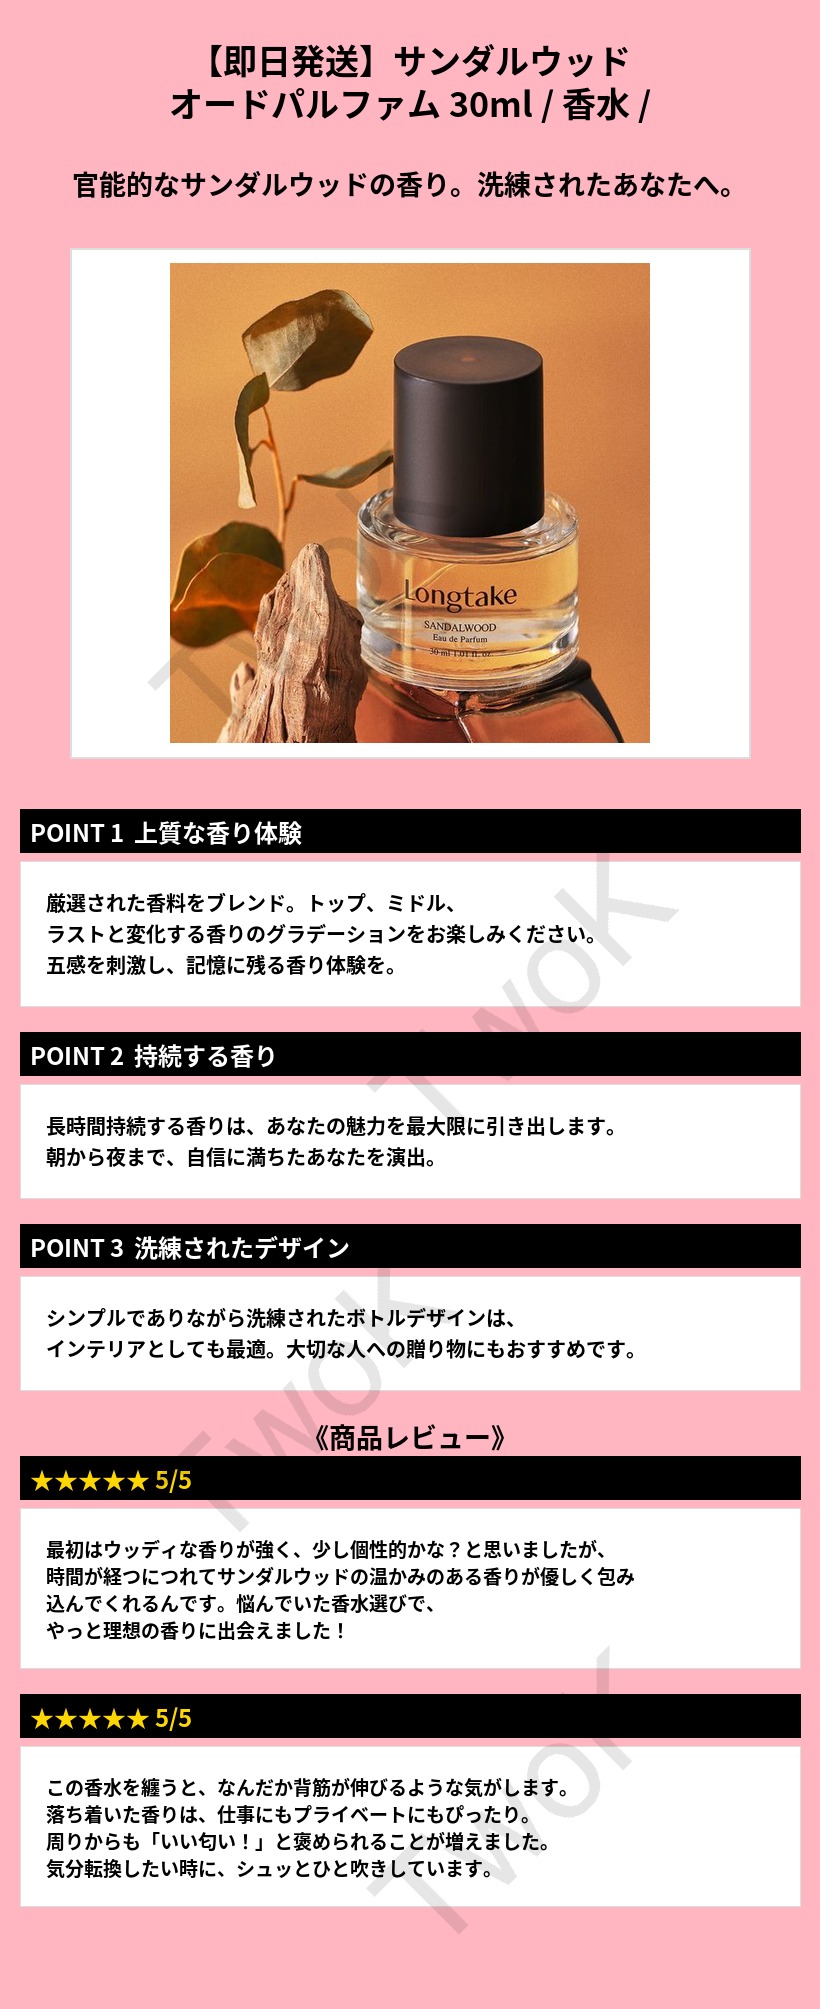 【即日発送】サンダルウッド
オードパルファム 30ml / 香水 /
官能的なサンダルウッドの香り。洗練されたあなたへ。
Longtake
SANDALWOOD
Eau de Parfum
30 ml 1.01 fl. oz.
TwoK
POINT 1 上質な香り体験
厳選された香料をブレンド。トップ、ミドル、
ラストと変化する香りのグラデーションをお楽しみください。
五感を刺激し、記憶に残る香り体験を。
TwoK
POINT 2 持続する香り
長時間持続する香りは、あなたの魅力を最大限に引き出します。
朝から夜まで、自信に満ちたあなたを演出。
POINT 3 洗練されたデザイン
シンプルでありながら洗練されたボトルデザインは、
インテリアとしても最適。大切な人への贈り物にもおすすめです。
TwoK
《商品レビュー》
★★★★★ 5/5
最初はウッディな香りが強く、少し個性的かな？と思いましたが、
時間が経つにつれてサンダルウッドの温かみのある香りが優しく包み
込んでくれるんです。悩んでいた香水選びで、
やっと理想の香りに出会えました！
★★★★★ 5/5
この香水を纏うと、なんだか背筋が伸びるような気がします。
落ち着いた香りは、仕事にもプライベートにもぴったり。
周りからも「いい匂い！」と褒められることが増えました。
気分転換したい時に、シュッとひと吹きしています。
TwoK